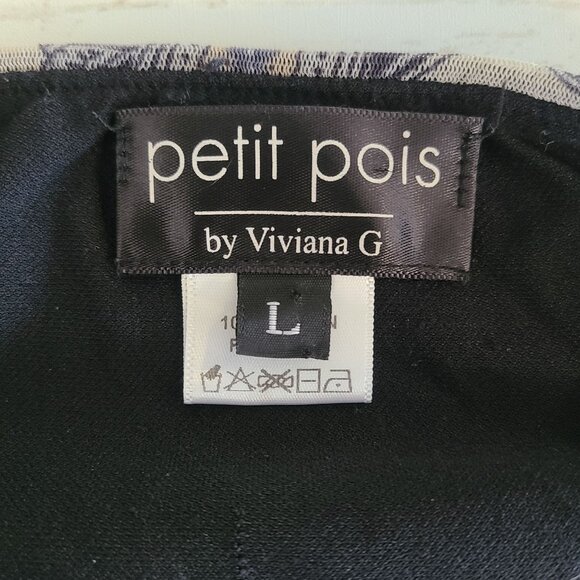 petit pois
by Viviana G
L